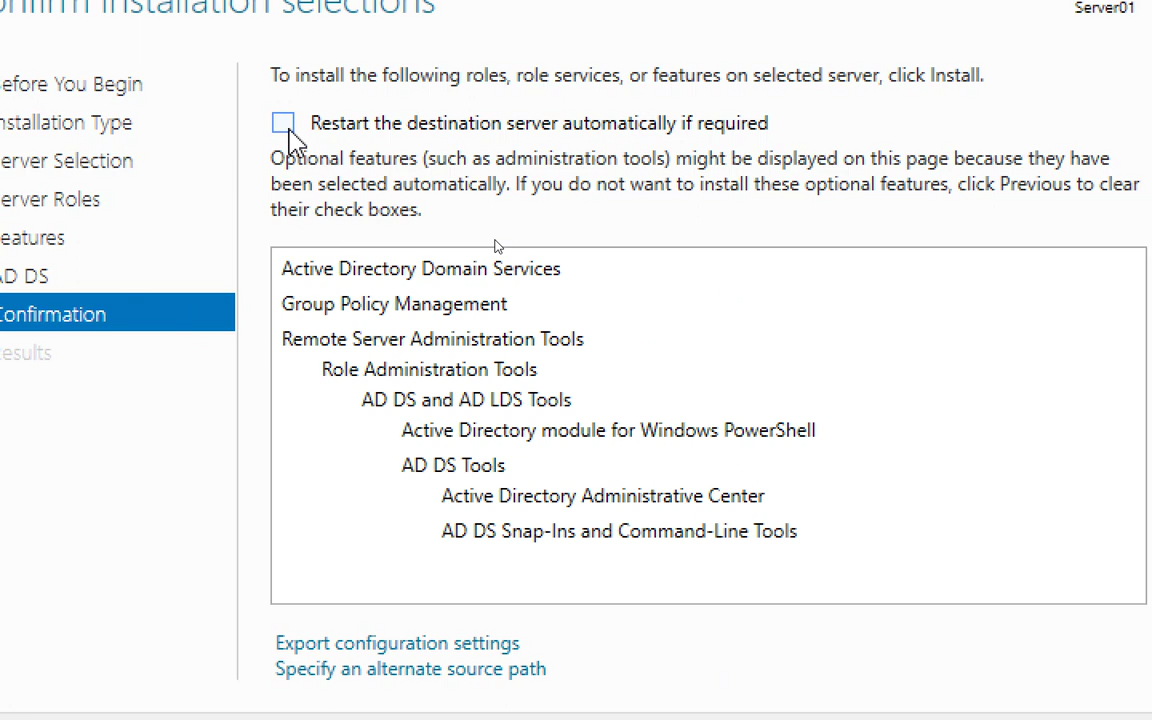 onfirm installation selections
Server01
efore You Begin
nstallation Type
erver Selection
erver Roles
eatures
AD DS
Confirmation
esults
To install the following roles, role services, or features on selected server, click Install.
Restart the destination server automatically if required
Optional features (such as administration tools) might be displayed on this page because they have
been selected automatically. If you do not want to install these optional features, click Previous to clear
their check boxes.
Active Directory Domain Services
Group Policy Management
Remote Server Administration Tools
Role Administration Tools
AD DS and AD LDS Tools
Active Directory module for Windows PowerShell
AD DS Tools
Active Directory Administrative Center
AD DS Snap-Ins and Command-Line Tools
Export configuration settings
Specify an alternate source path